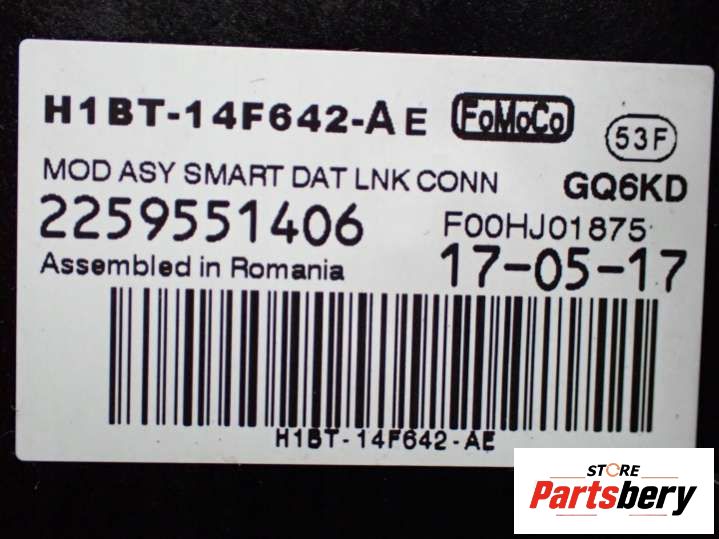 H1BT-14F642-AE FoMoCo
53F
MOD ASY SMART DAT LNK CONN GQ6KD
2259551406 F00HJ01875
Assembled in Romania 17-05-17
H1BT-14F642-AE
STORE
Partsbery